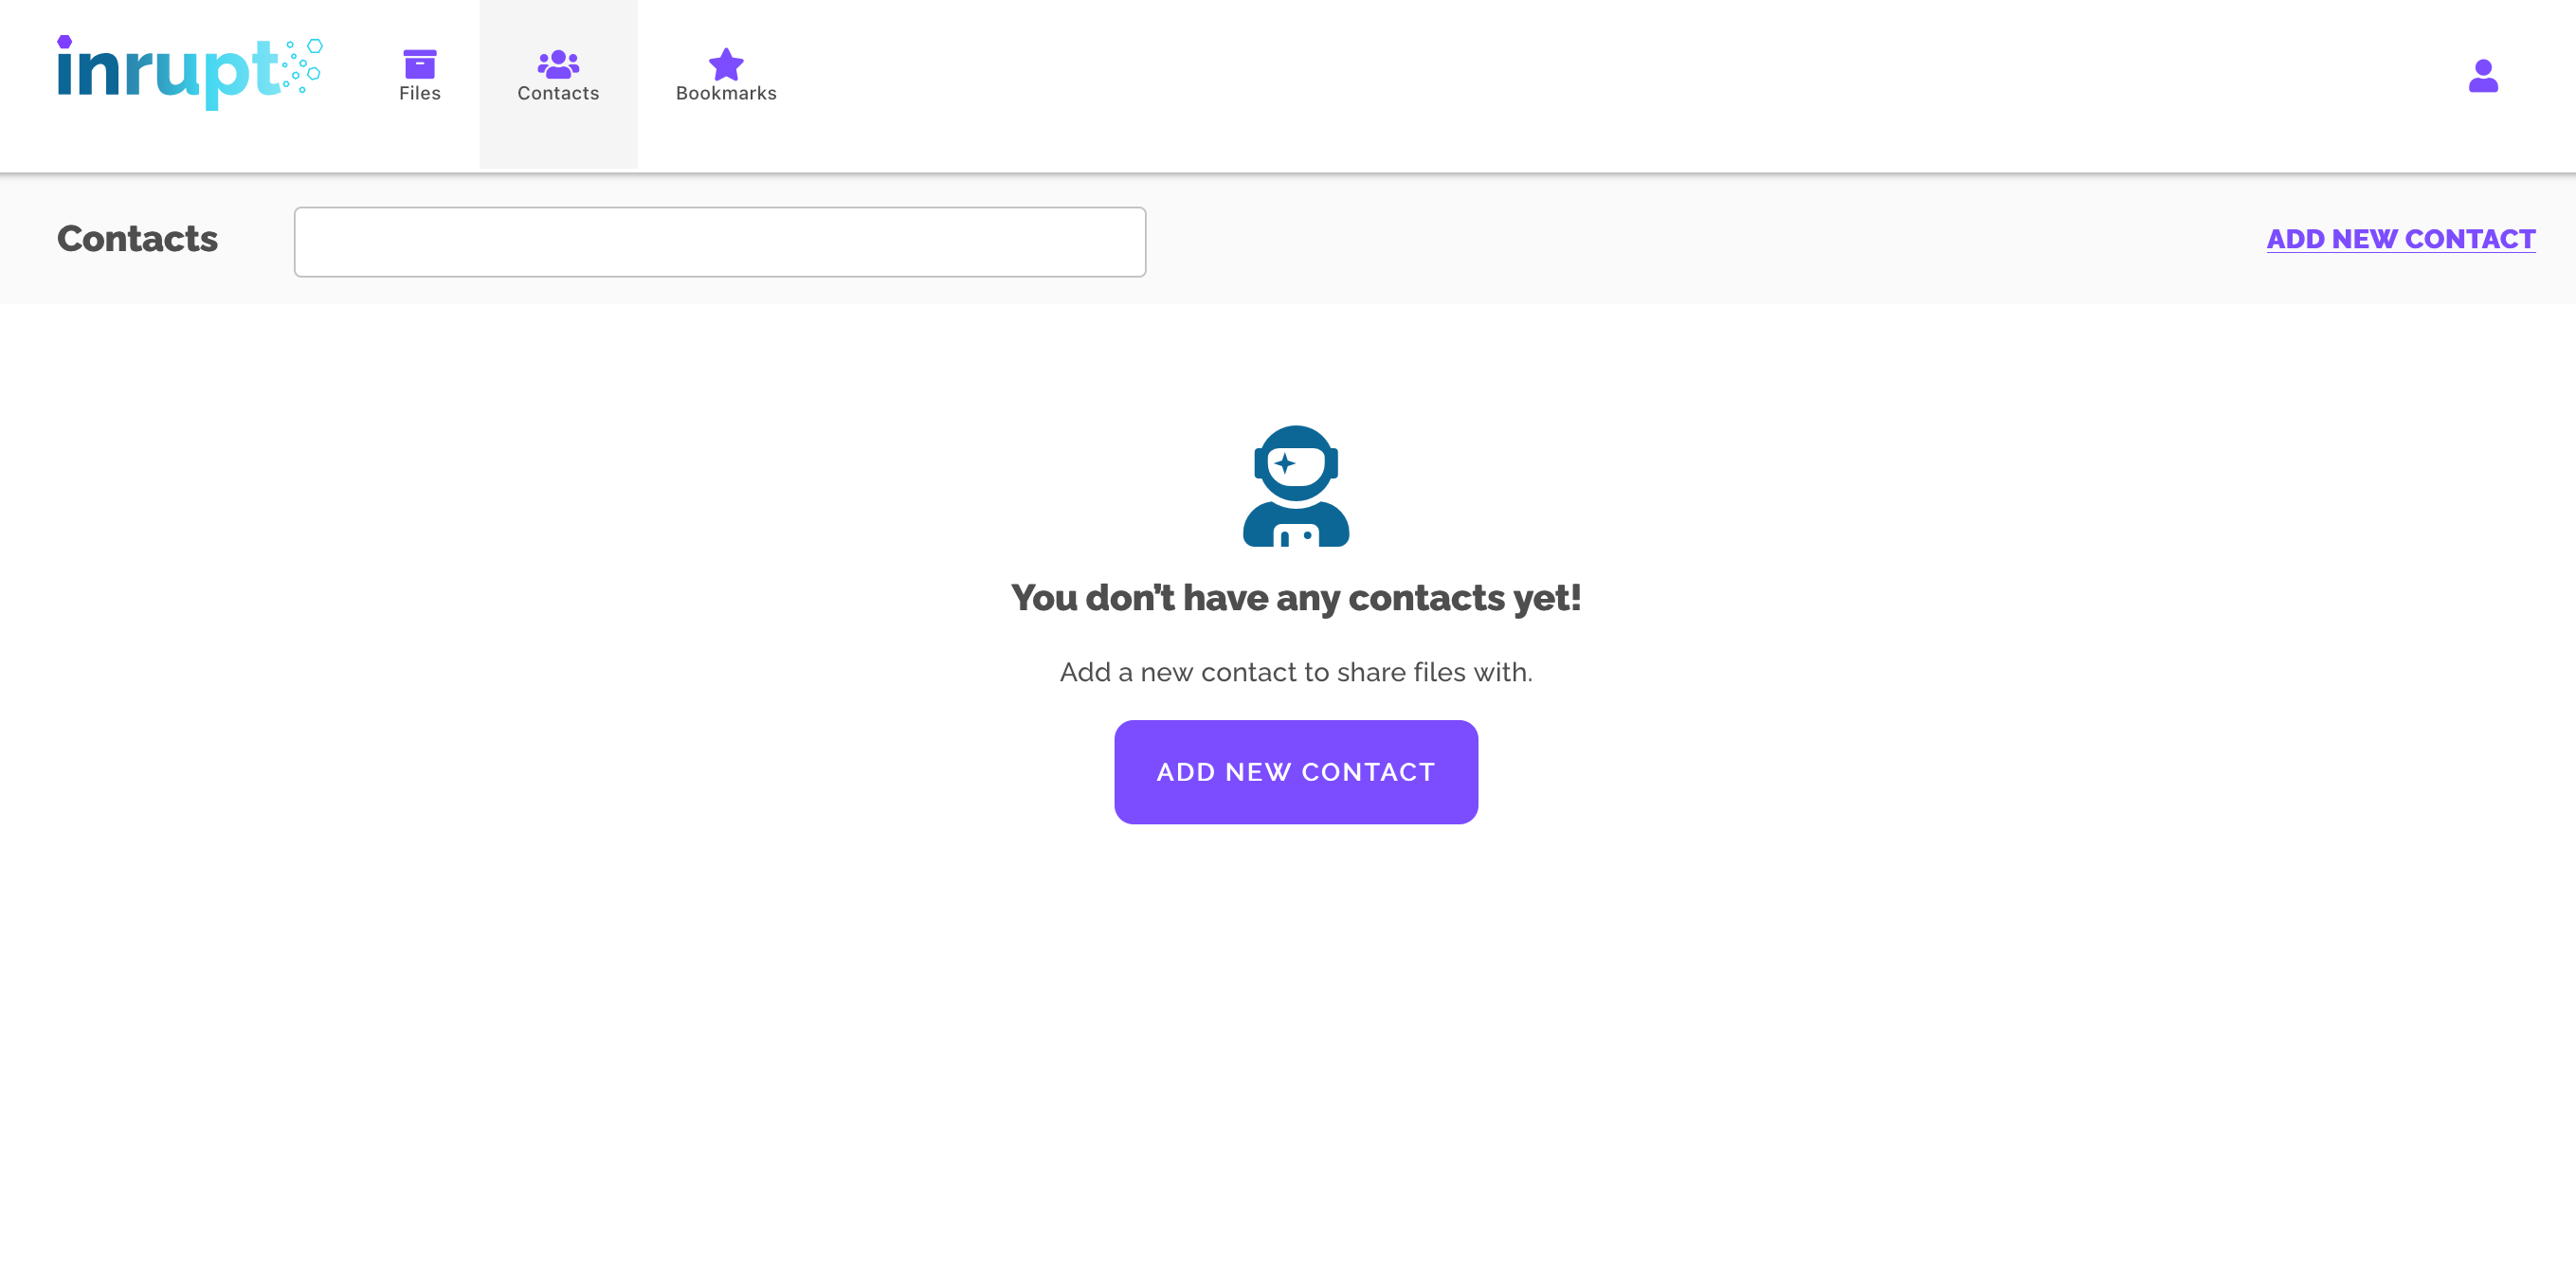 inrupt
Files
Contacts
Bookmarks
Contacts
ADD NEW CONTACT
You don’t have any contacts yet!
Add a new contact to share files with.
ADD NEW CONTACT